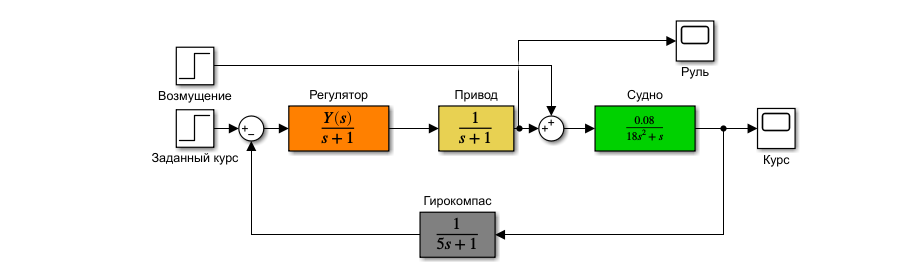 Руль
Возмущение
Регулятор
Привод
Судно
Y(s)
s + 1
1
s + 1
0.08
18s² + s
+
−
+
+
Заданный курс
Курс
Гирокомпас
1
5s + 1